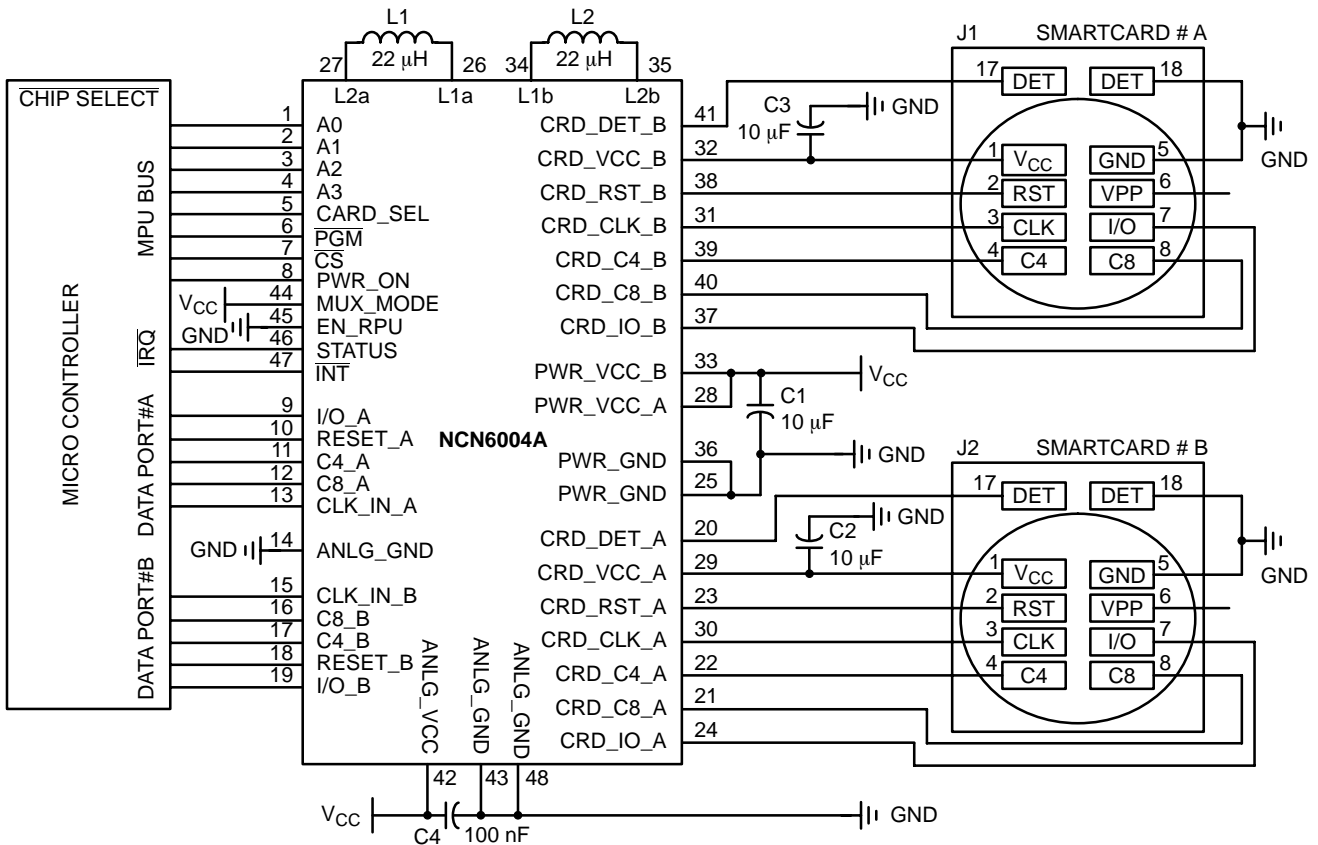 L1
22 μH
L2
22 μH
27
26
34
35
L2a
L1a
L1b
L2b
CHIP SELECT
MPU BUS
MICRO CONTROLLER
IRQ
DATA PORT#A
DATA PORT#B
1 A0
2 A1
3 A2
4 A3
5 CARD_SEL
6 PGM
7 CS
8 PWR_ON
VCC 44 MUX_MODE
GND 45 EN_RPU
46 STATUS
47 INT
9 I/O_A
10 RESET_A
11 C4_A
12 C8_A
13 CLK_IN_A
GND 14 ANLG_GND
15 CLK_IN_B
16 C8_B
17 C4_B
18 RESET_B
19 I/O_B
NCN6004A
CRD_DET_B 41
CRD_VCC_B 32
CRD_RST_B 38
CRD_CLK_B 31
CRD_C4_B 39
CRD_C8_B 40
CRD_IO_B 37
PWR_VCC_B 33
PWR_VCC_A 28
PWR_GND 36
PWR_GND 25
CRD_DET_A 20
CRD_VCC_A 29
CRD_RST_A 23
CRD_CLK_A 30
CRD_C4_A 22
CRD_C8_A 21
CRD_IO_A 24
ANLG_VCC
ANLG_GND
ANLG_GND
42
43
48
VCC
C4
100 nF
GND
C3
10 μF
GND
VCC
C1
10 μF
GND
C2
10 μF
GND
J1
SMARTCARD # A
17 DET
DET 18
1 VCC
GND 5
2 RST
VPP 6
3 CLK
I/O 7
4 C4
C8 8
GND
J2
SMARTCARD # B
17 DET
DET 18
1 VCC
GND 5
2 RST
VPP 6
3 CLK
I/O 7
4 C4
C8 8
GND